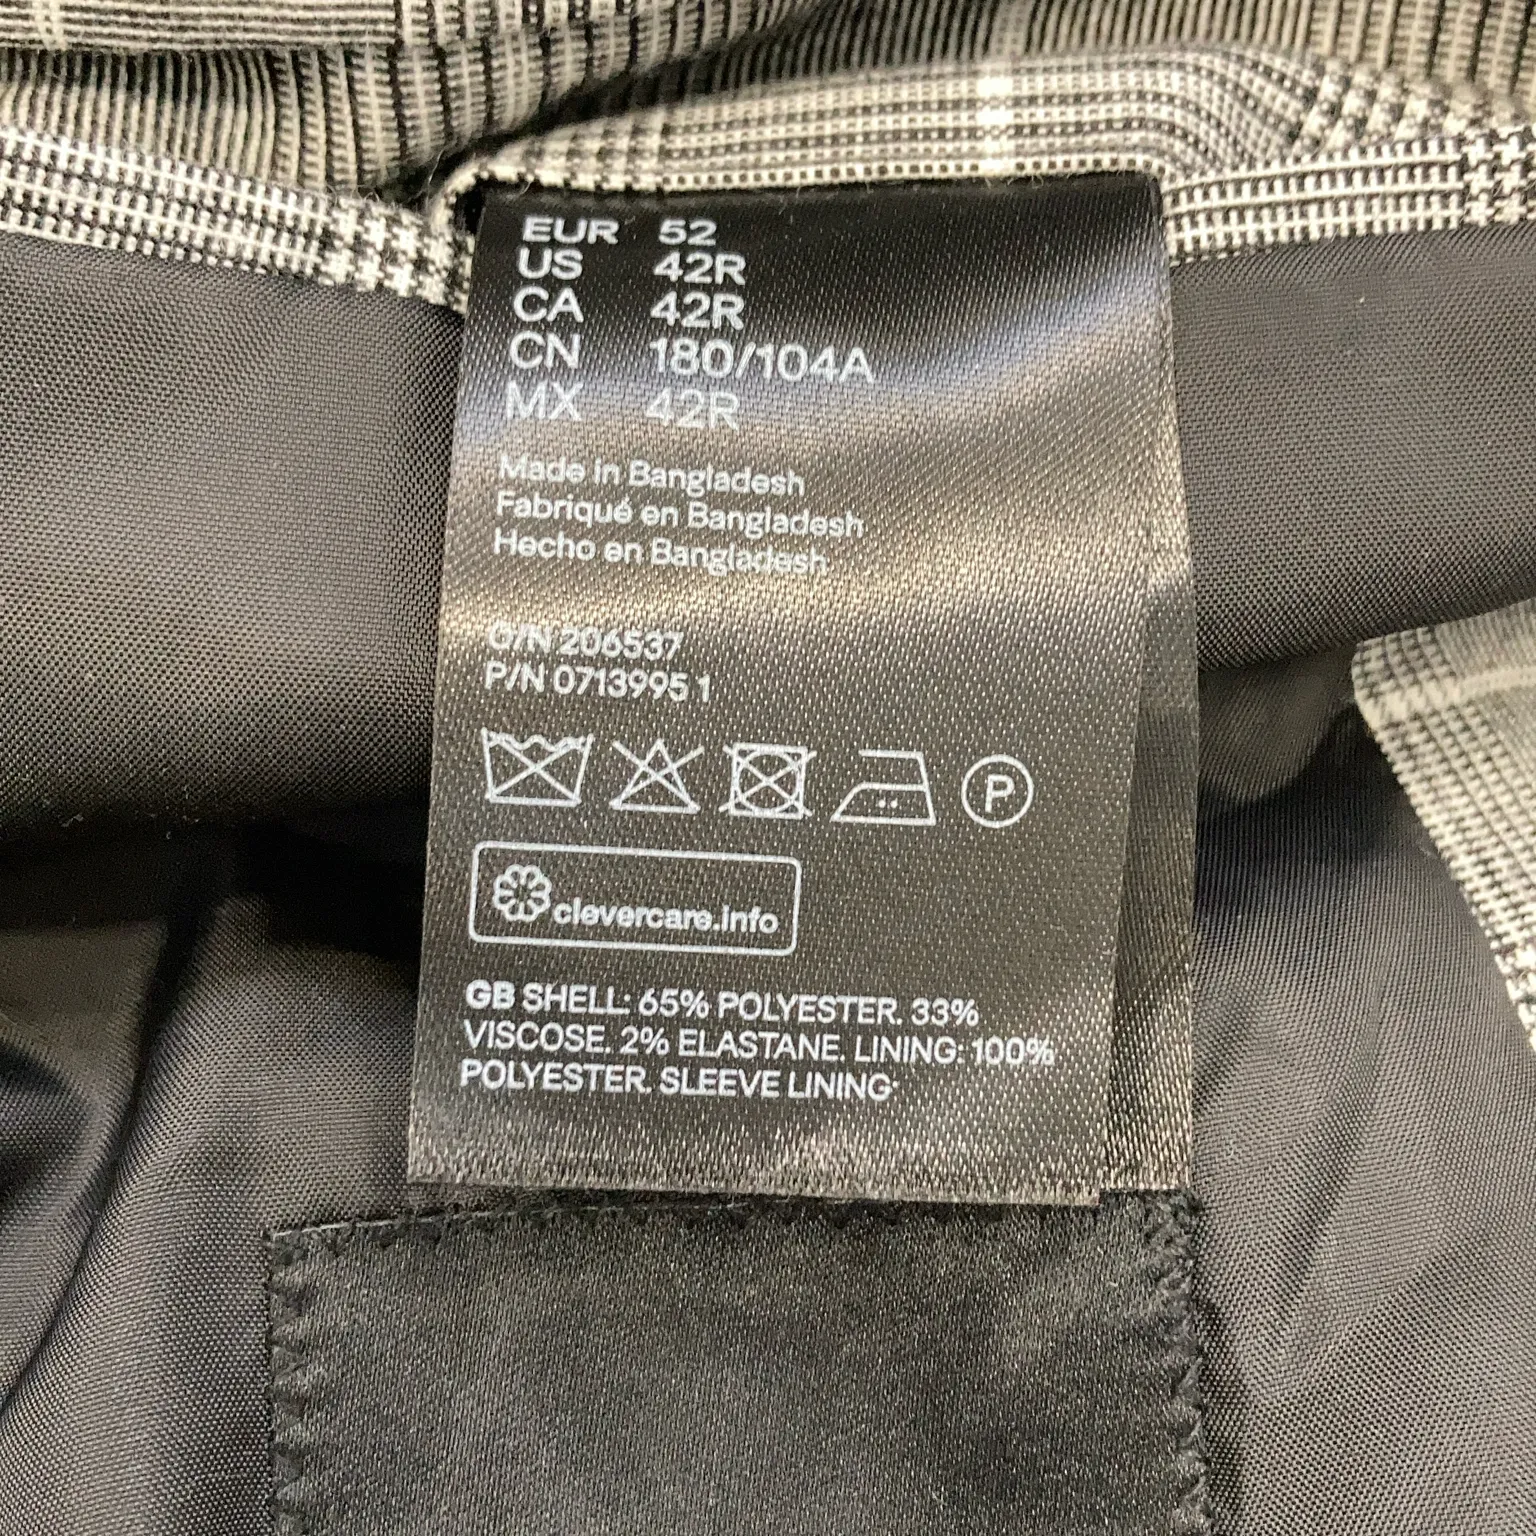 EUR 52
US 42R
CA 42R
CN 180/104A
MX 42R
Made in Bangladesh
Fabriqué en Bangladesh
Hecho en Bangladesh
O/N 206537
P/N 0713995 1
P
clevercare.info
GB SHELL: 65% POLYESTER. 33%
VISCOSE. 2% ELASTANE. LINING: 100%
POLYESTER. SLEEVE LINING: